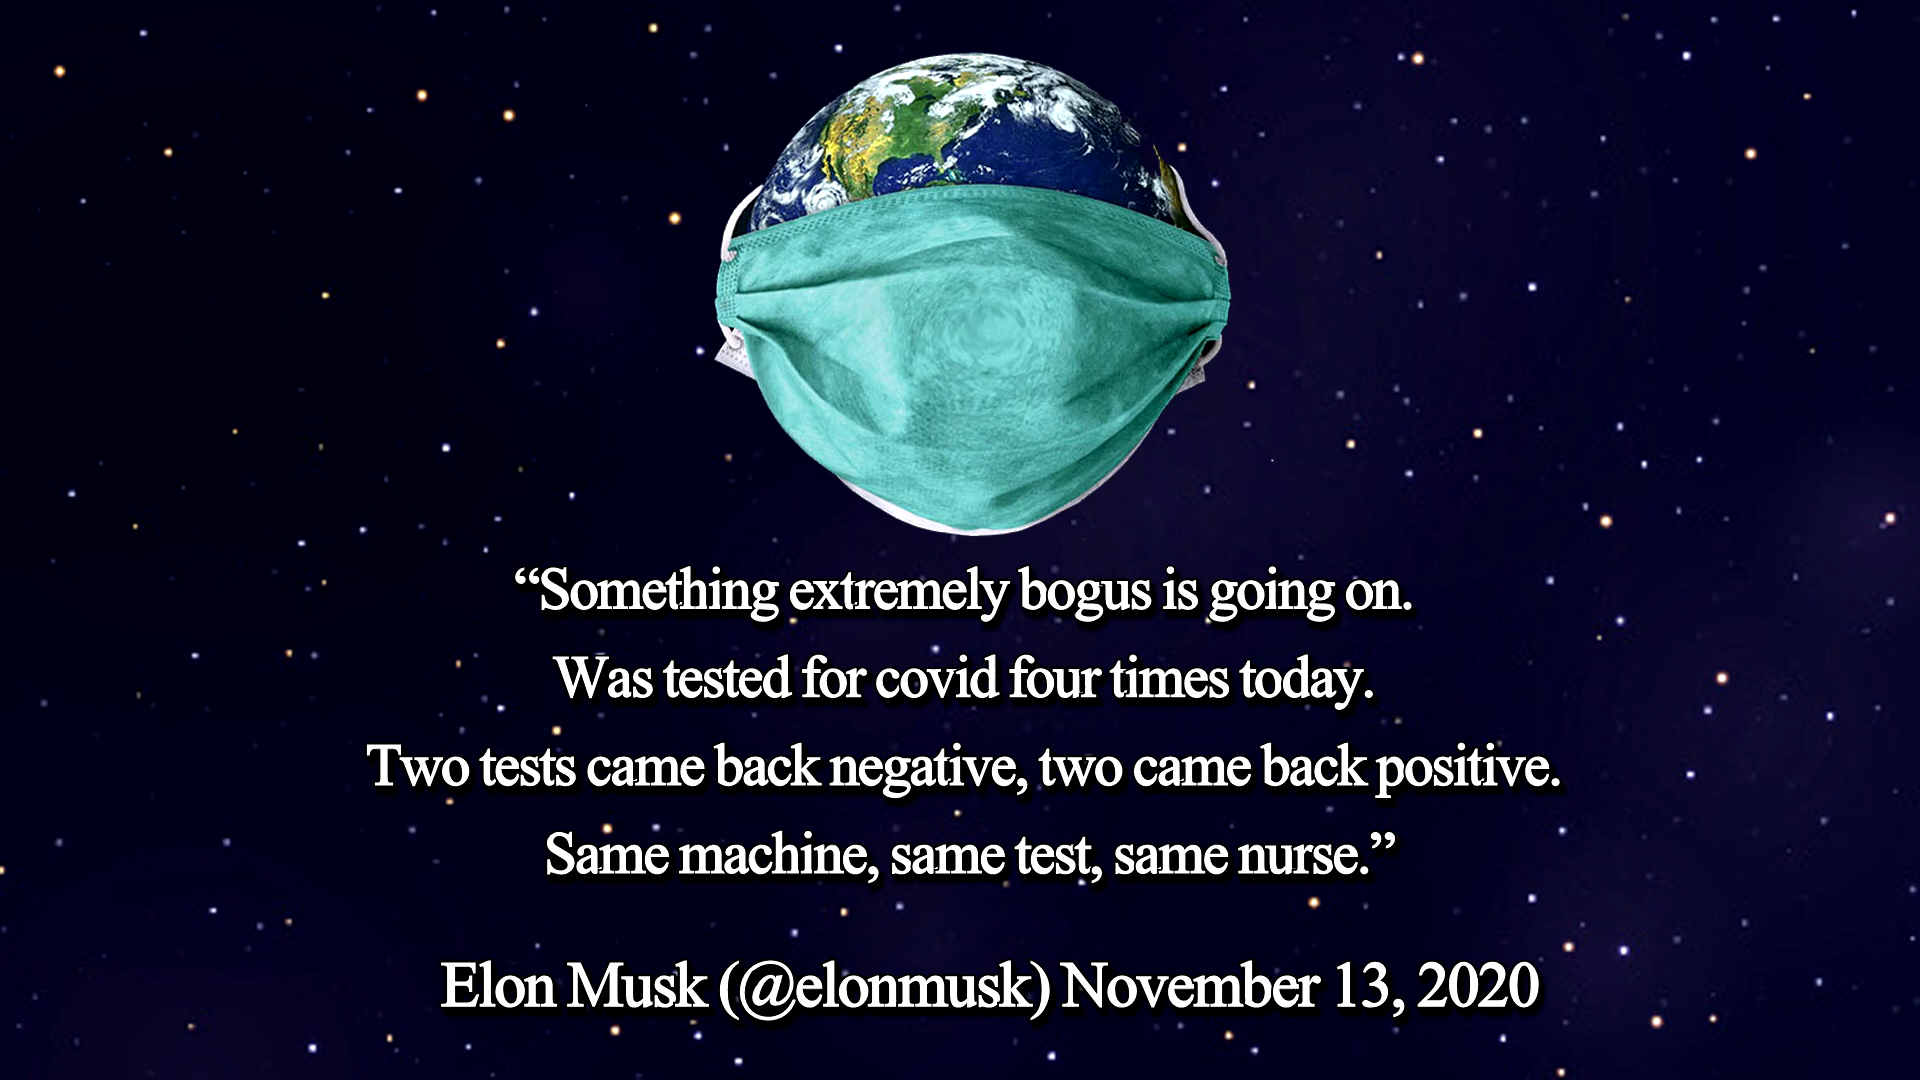 “Something extremely bogus is going on.
Was tested for covid four times today.
Two tests came back negative, two came back positive.
Same machine, same test, same nurse.”
Elon Musk (@elonmusk) November 13, 2020